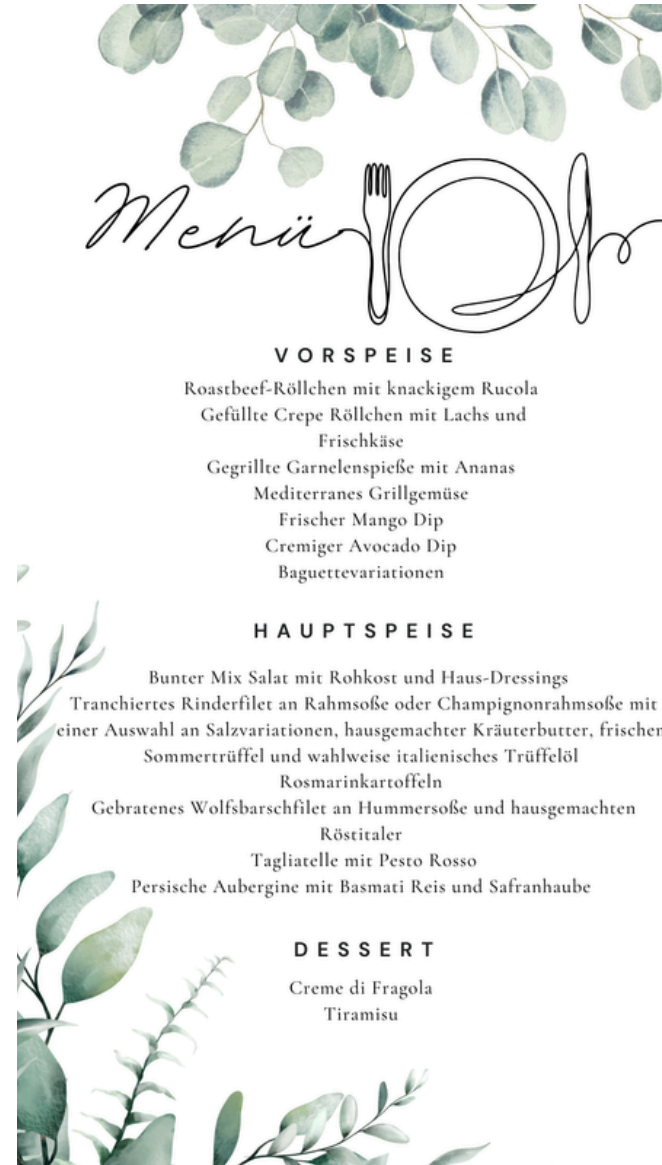 Menü
VORSPEISE
Roastbeef-Röllchen mit knackigem Rucola
Gefüllte Crepe Röllchen mit Lachs und
Frischkäse
Gegrillte Garnelenspieße mit Ananas
Mediterranes Grillgemüse
Frischer Mango Dip
Cremiger Avocado Dip
Baguettevariationen
HAUPTSPEISE
Bunter Mix Salat mit Rohkost und Haus-Dressings
Tranchiertes Rinderfilet an Rahmsoße oder Champignonrahmsoße mit
einer Auswahl an Salzvariationen, hausgemachter Kräuterbutter, frischen
Sommertrüffel und wahlweise italienisches Trüffelöl
Rosmarinkartoffeln
Gebratenes Wolfsbarschfilet an Hummersoße und hausgemachten
Röstitaler
Tagliatelle mit Pesto Rosso
Persische Aubergine mit Basmati Reis und Safranhaube
DESSERT
Creme di Fragola
Tiramisu